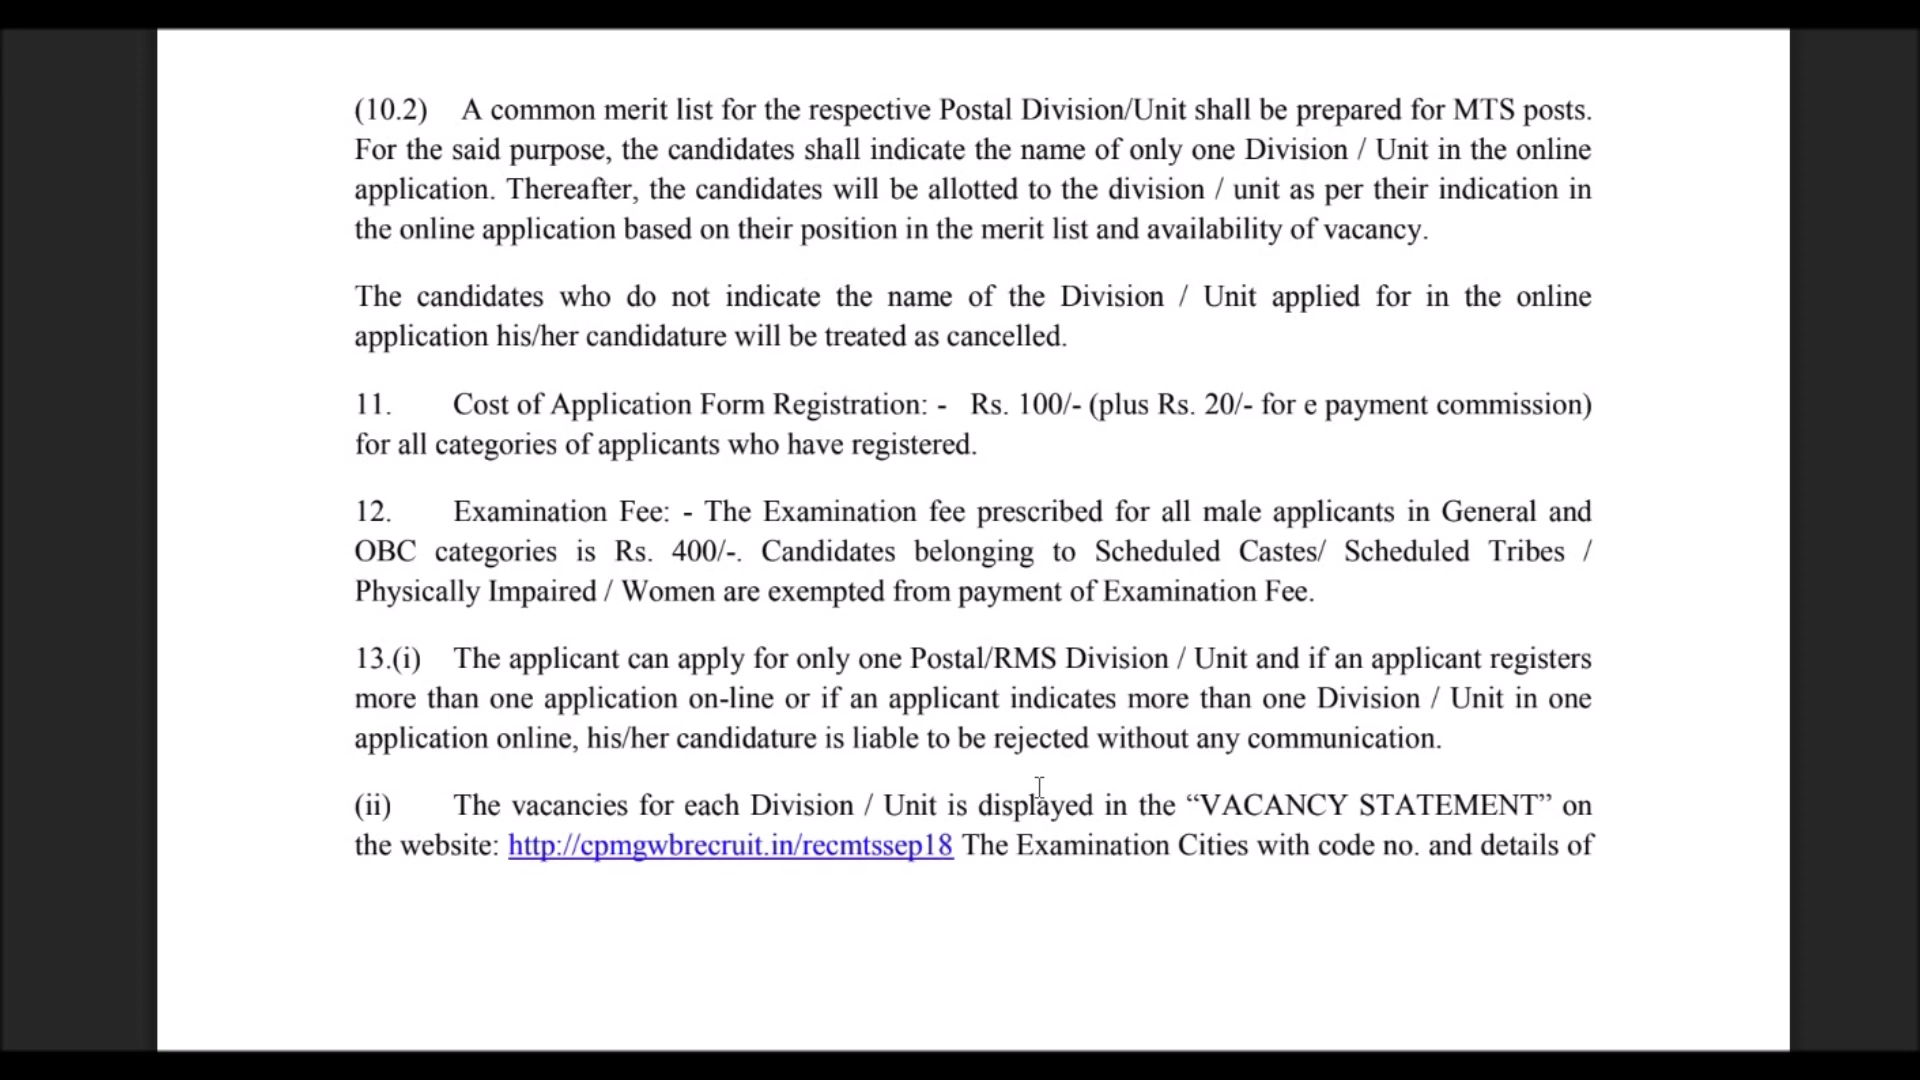 (10.2) A common merit list for the respective Postal Division/Unit shall be prepared for MTS posts.
For the said purpose, the candidates shall indicate the name of only one Division / Unit in the online
application. Thereafter, the candidates will be allotted to the division / unit as per their indication in
the online application based on their position in the merit list and availability of vacancy.
The candidates who do not indicate the name of the Division / Unit applied for in the online
application his/her candidature will be treated as cancelled.
11. Cost of Application Form Registration: - Rs. 100/- (plus Rs. 20/- for e payment commission)
for all categories of applicants who have registered.
12. Examination Fee: - The Examination fee prescribed for all male applicants in General and
OBC categories is Rs. 400/-. Candidates belonging to Scheduled Castes/ Scheduled Tribes /
Physically Impaired / Women are exempted from payment of Examination Fee.
13.(i) The applicant can apply for only one Postal/RMS Division / Unit and if an applicant registers
more than one application on-line or if an applicant indicates more than one Division / Unit in one
application online, his/her candidature is liable to be rejected without any communication.
(ii) The vacancies for each Division / Unit is displayed in the “VACANCY STATEMENT” on
the website: http://cpmgwbrecruit.in/recmtssep18 The Examination Cities with code no. and details of